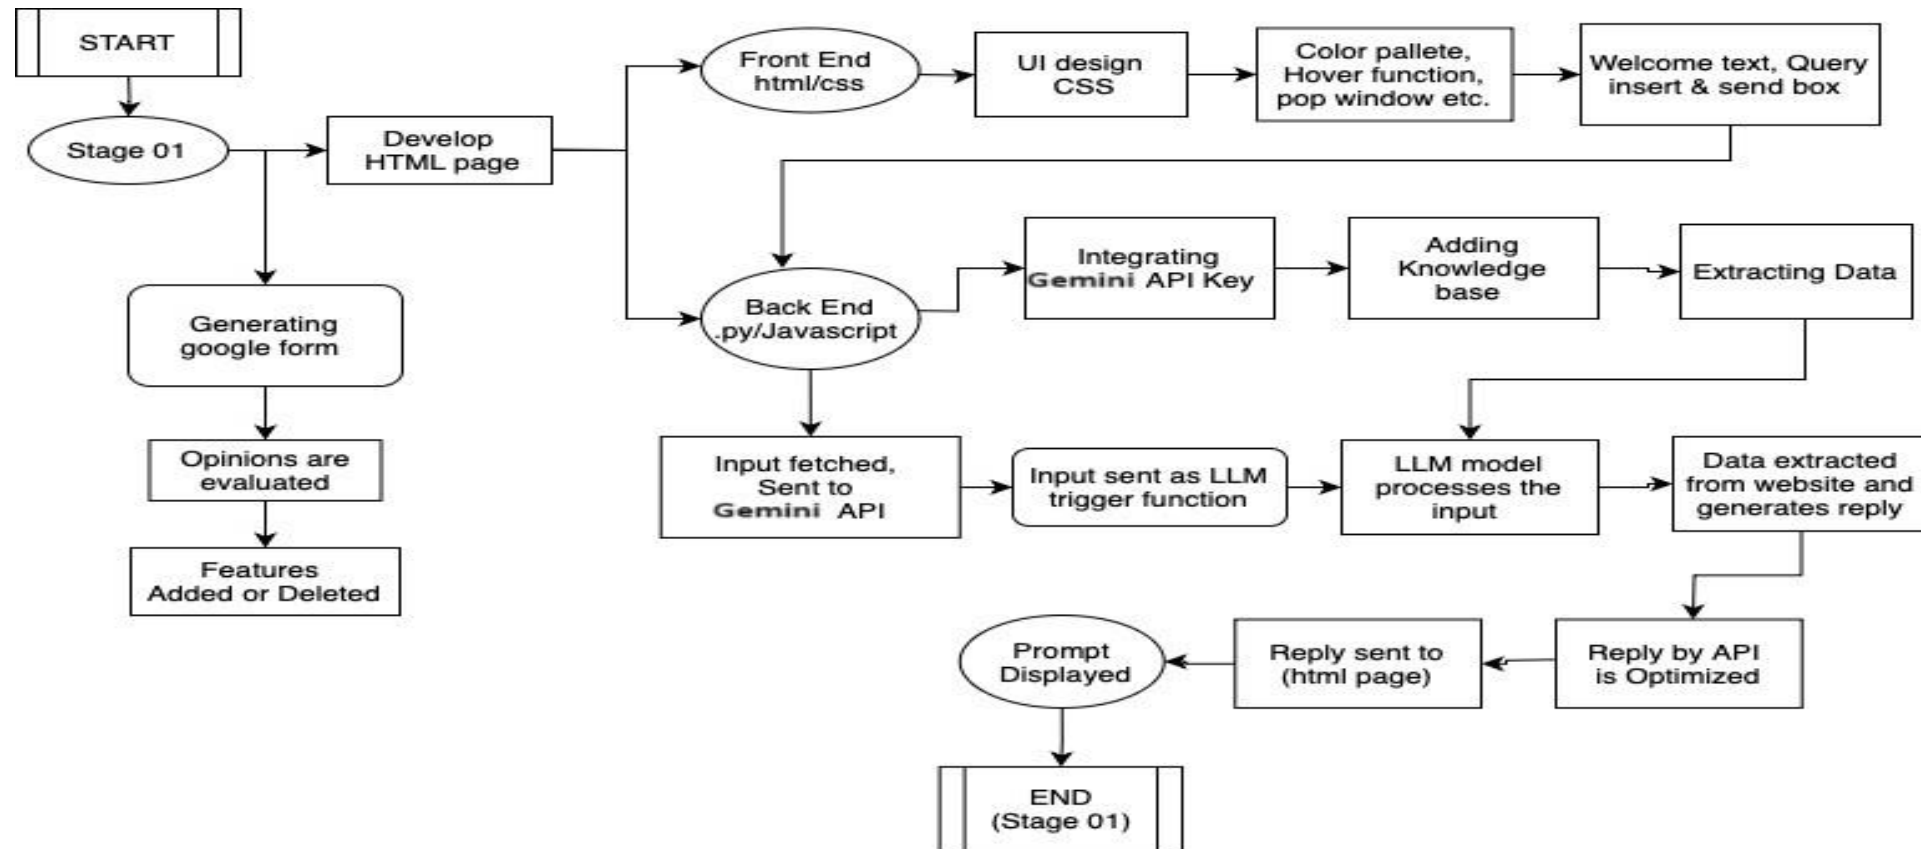 START
Stage 01
Develop
HTML page
Front End
html/css
UI design
CSS
Color pallete,
Hover function,
pop window etc.
Welcome text, Query
insert & send box
Generating
google form
Opinions are
evaluated
Features
Added or Deleted
Back End
.py/Javascript
Integrating
Gemini API Key
Adding
Knowledge
base
Extracting Data
Input fetched,
Sent to
Gemini API
Input sent as LLM
trigger function
LLM model
processes the
input
Data extracted
from website and
generates reply
Reply by API
is Optimized
Reply sent to
(html page)
Prompt
Displayed
END
(Stage 01)